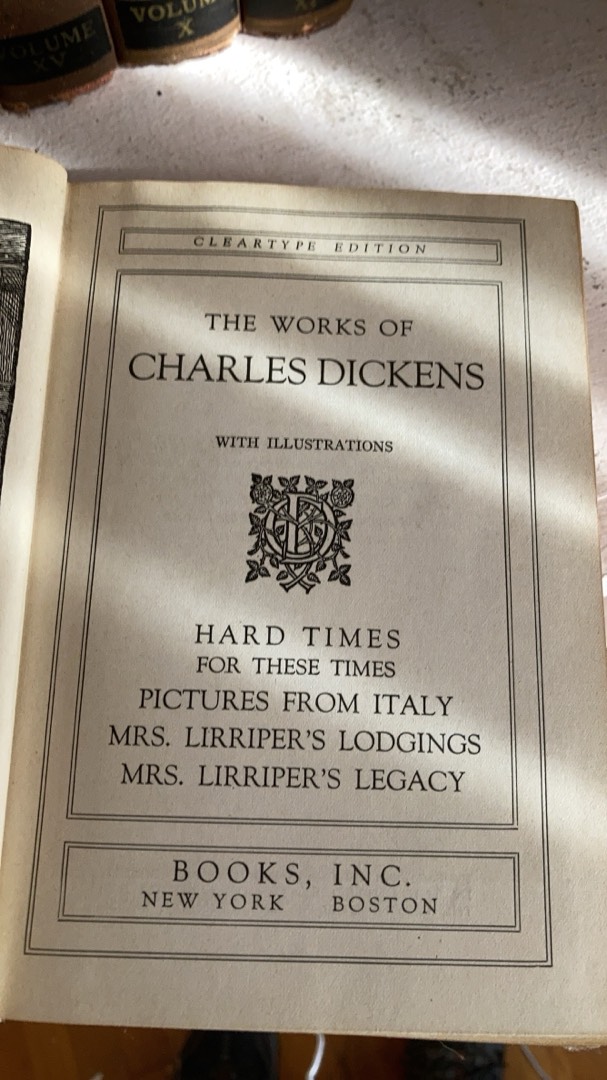 VOLUME
XV
VOLUME
X
CLEARTYPE EDITION
THE WORKS OF
CHARLES DICKENS
WITH ILLUSTRATIONS
HARD TIMES
FOR THESE TIMES
PICTURES FROM ITALY
MRS. LIRRIPER'S LODGINGS
MRS. LIRRIPER'S LEGACY
BOOKS, INC.
NEW YORK BOSTON